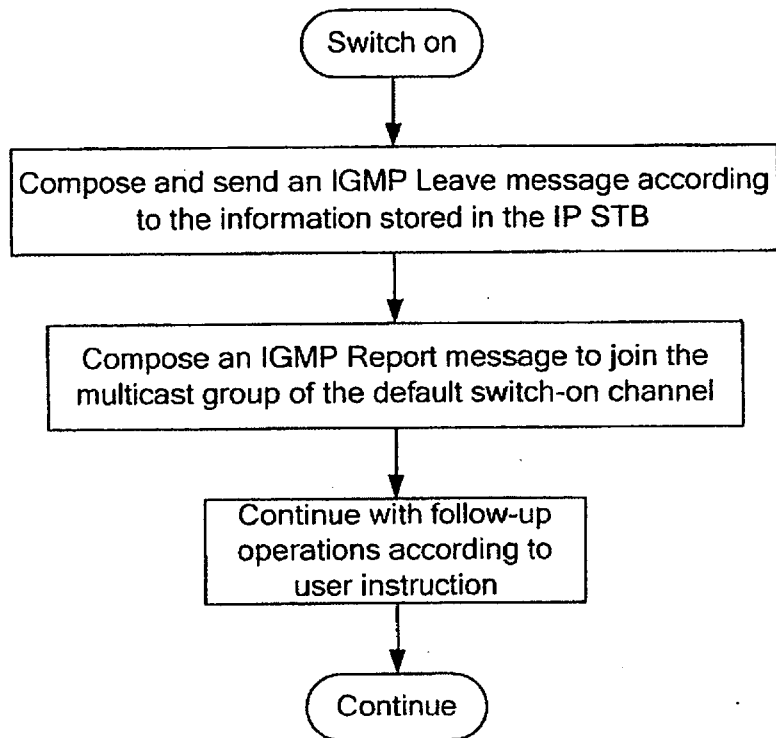 Switch on
Compose and send an IGMP Leave message according
to the information stored in the IP STB
Compose an IGMP Report message to join the
multicast group of the default switch-on channel
Continue with follow-up
operations according to
user instruction
Continue